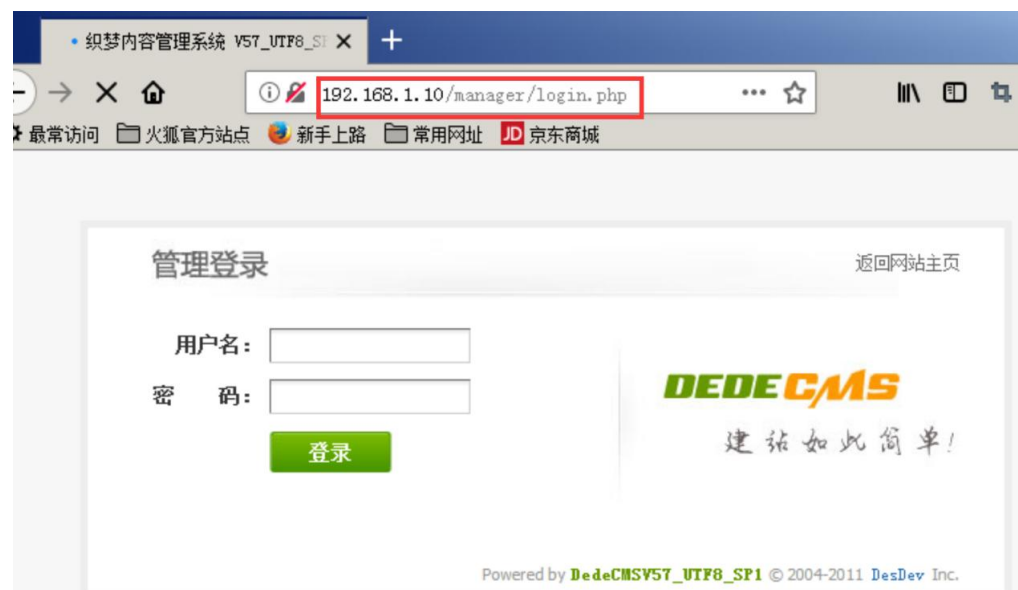 织梦内容管理系统 V57_UTF8_SP
192.168.1.10/manager/login.php
最常访问 火狐官方站点 新手上路 常用网址 JD 京东商城
管理登录 返回网站主页
用户名：
密 码：
登录
DEDECMS
建站如此简单！
Powered by DedeCMSV57_UTF8_SP1 © 2004-2011 DesDev Inc.